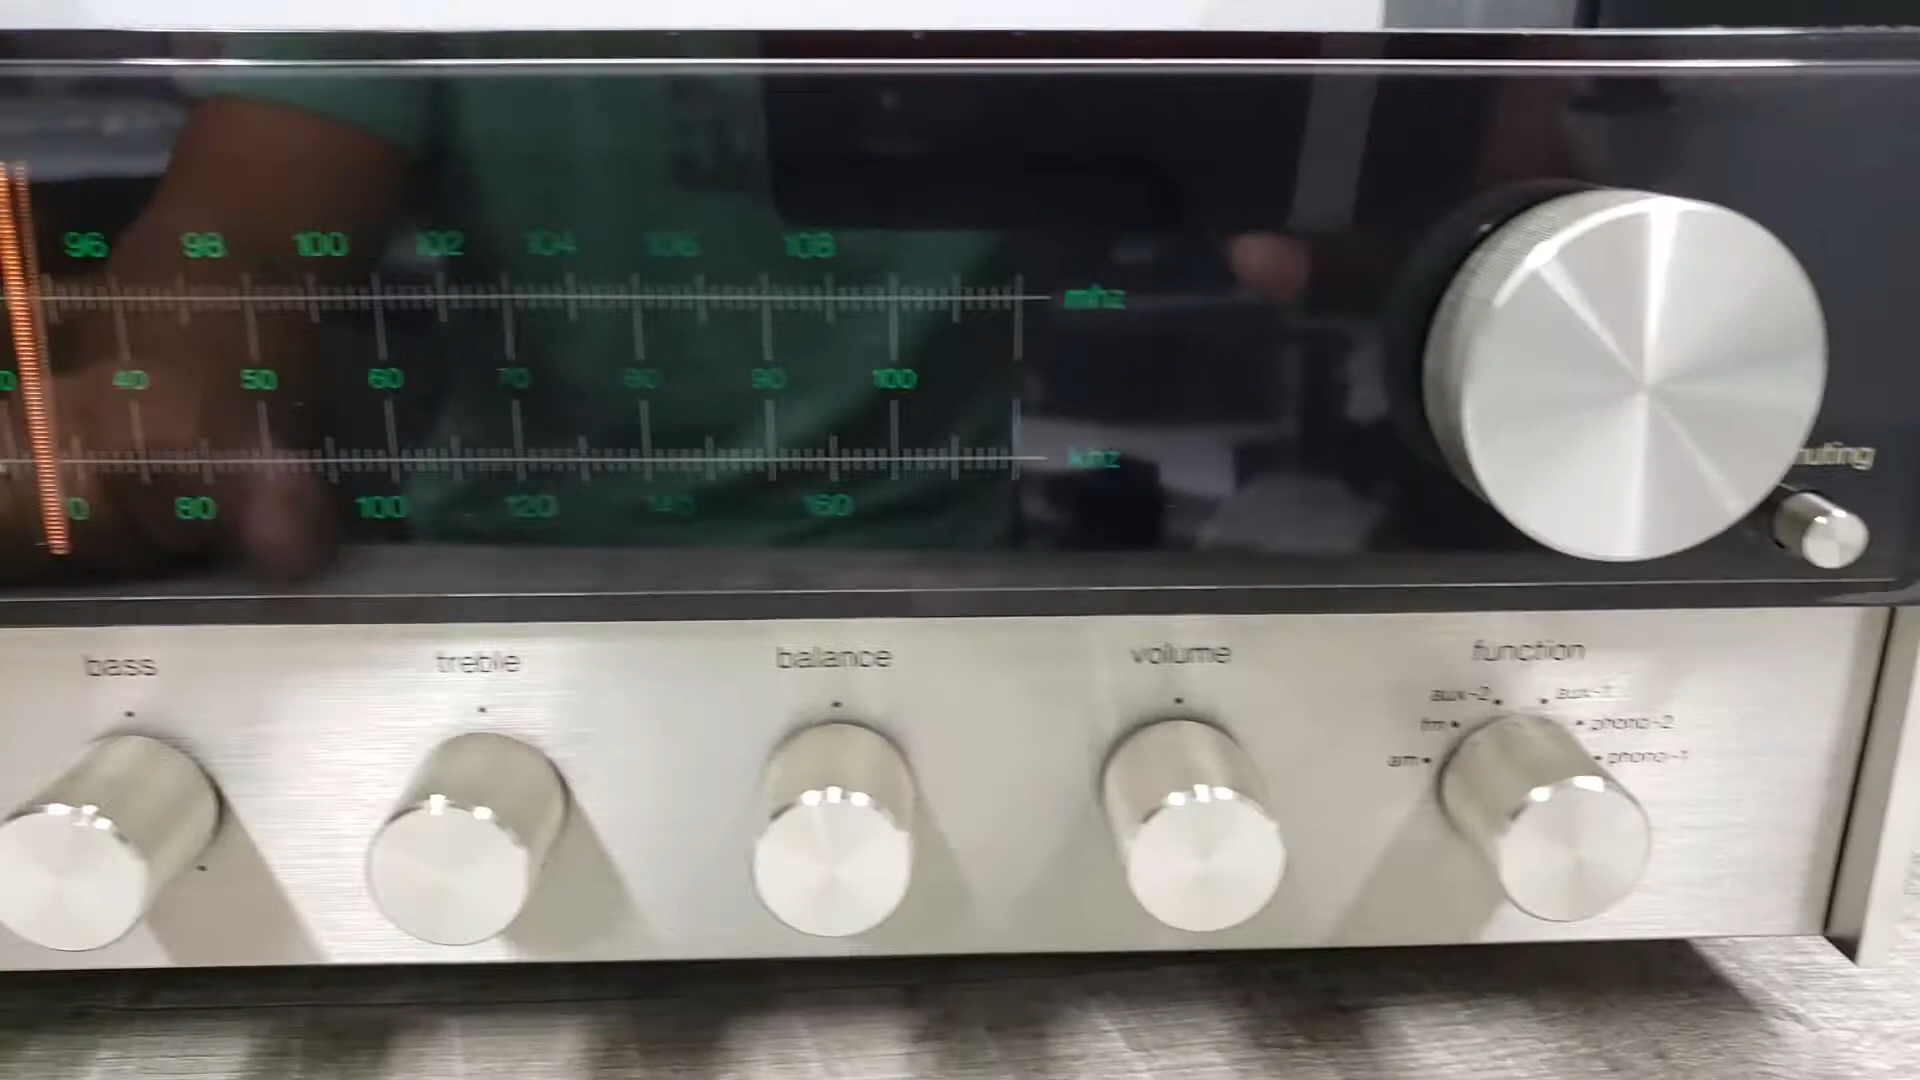 96 98 100 102 104 106 108
mhz
40 50 60 70 80 90 100
khz
80 100 120 140 160
bass treble balance volume function
aux-2 aux-1
fm phono-2
am phono-1